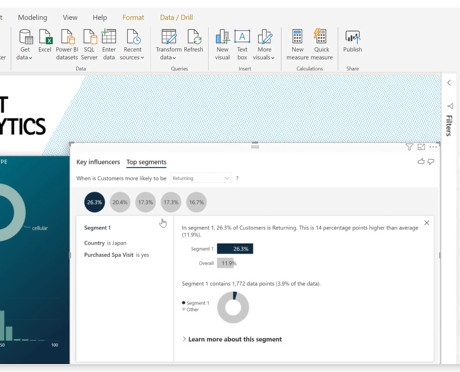 Modeling View Help Format Data / Drill
Get data
Excel
Power BI datasets
SQL Server
Enter data
Recent sources
Transform data
Refresh
New visual
Text box
More visuals
New measure
Quick measure
Publish
Data
Queries
Insert
Calculations
Share
YTICS
Filters
Key influencers Top segments
When is Customers more likely to be Returning ?
26.3% 20.4% 17.3% 17.3% 16.7%
Segment 1
Country is Japan
Purchased Spa Visit is yes
In segment 1, 26.3% of Customers is Returning. This is 14 percentage points higher than average
(11.9%).
Segment 1 26.3%
Overall 11.9%
Segment 1 contains 1,772 data points (3.9% of the data).
Segment 1
Other
Learn more about this segment
cellular
100